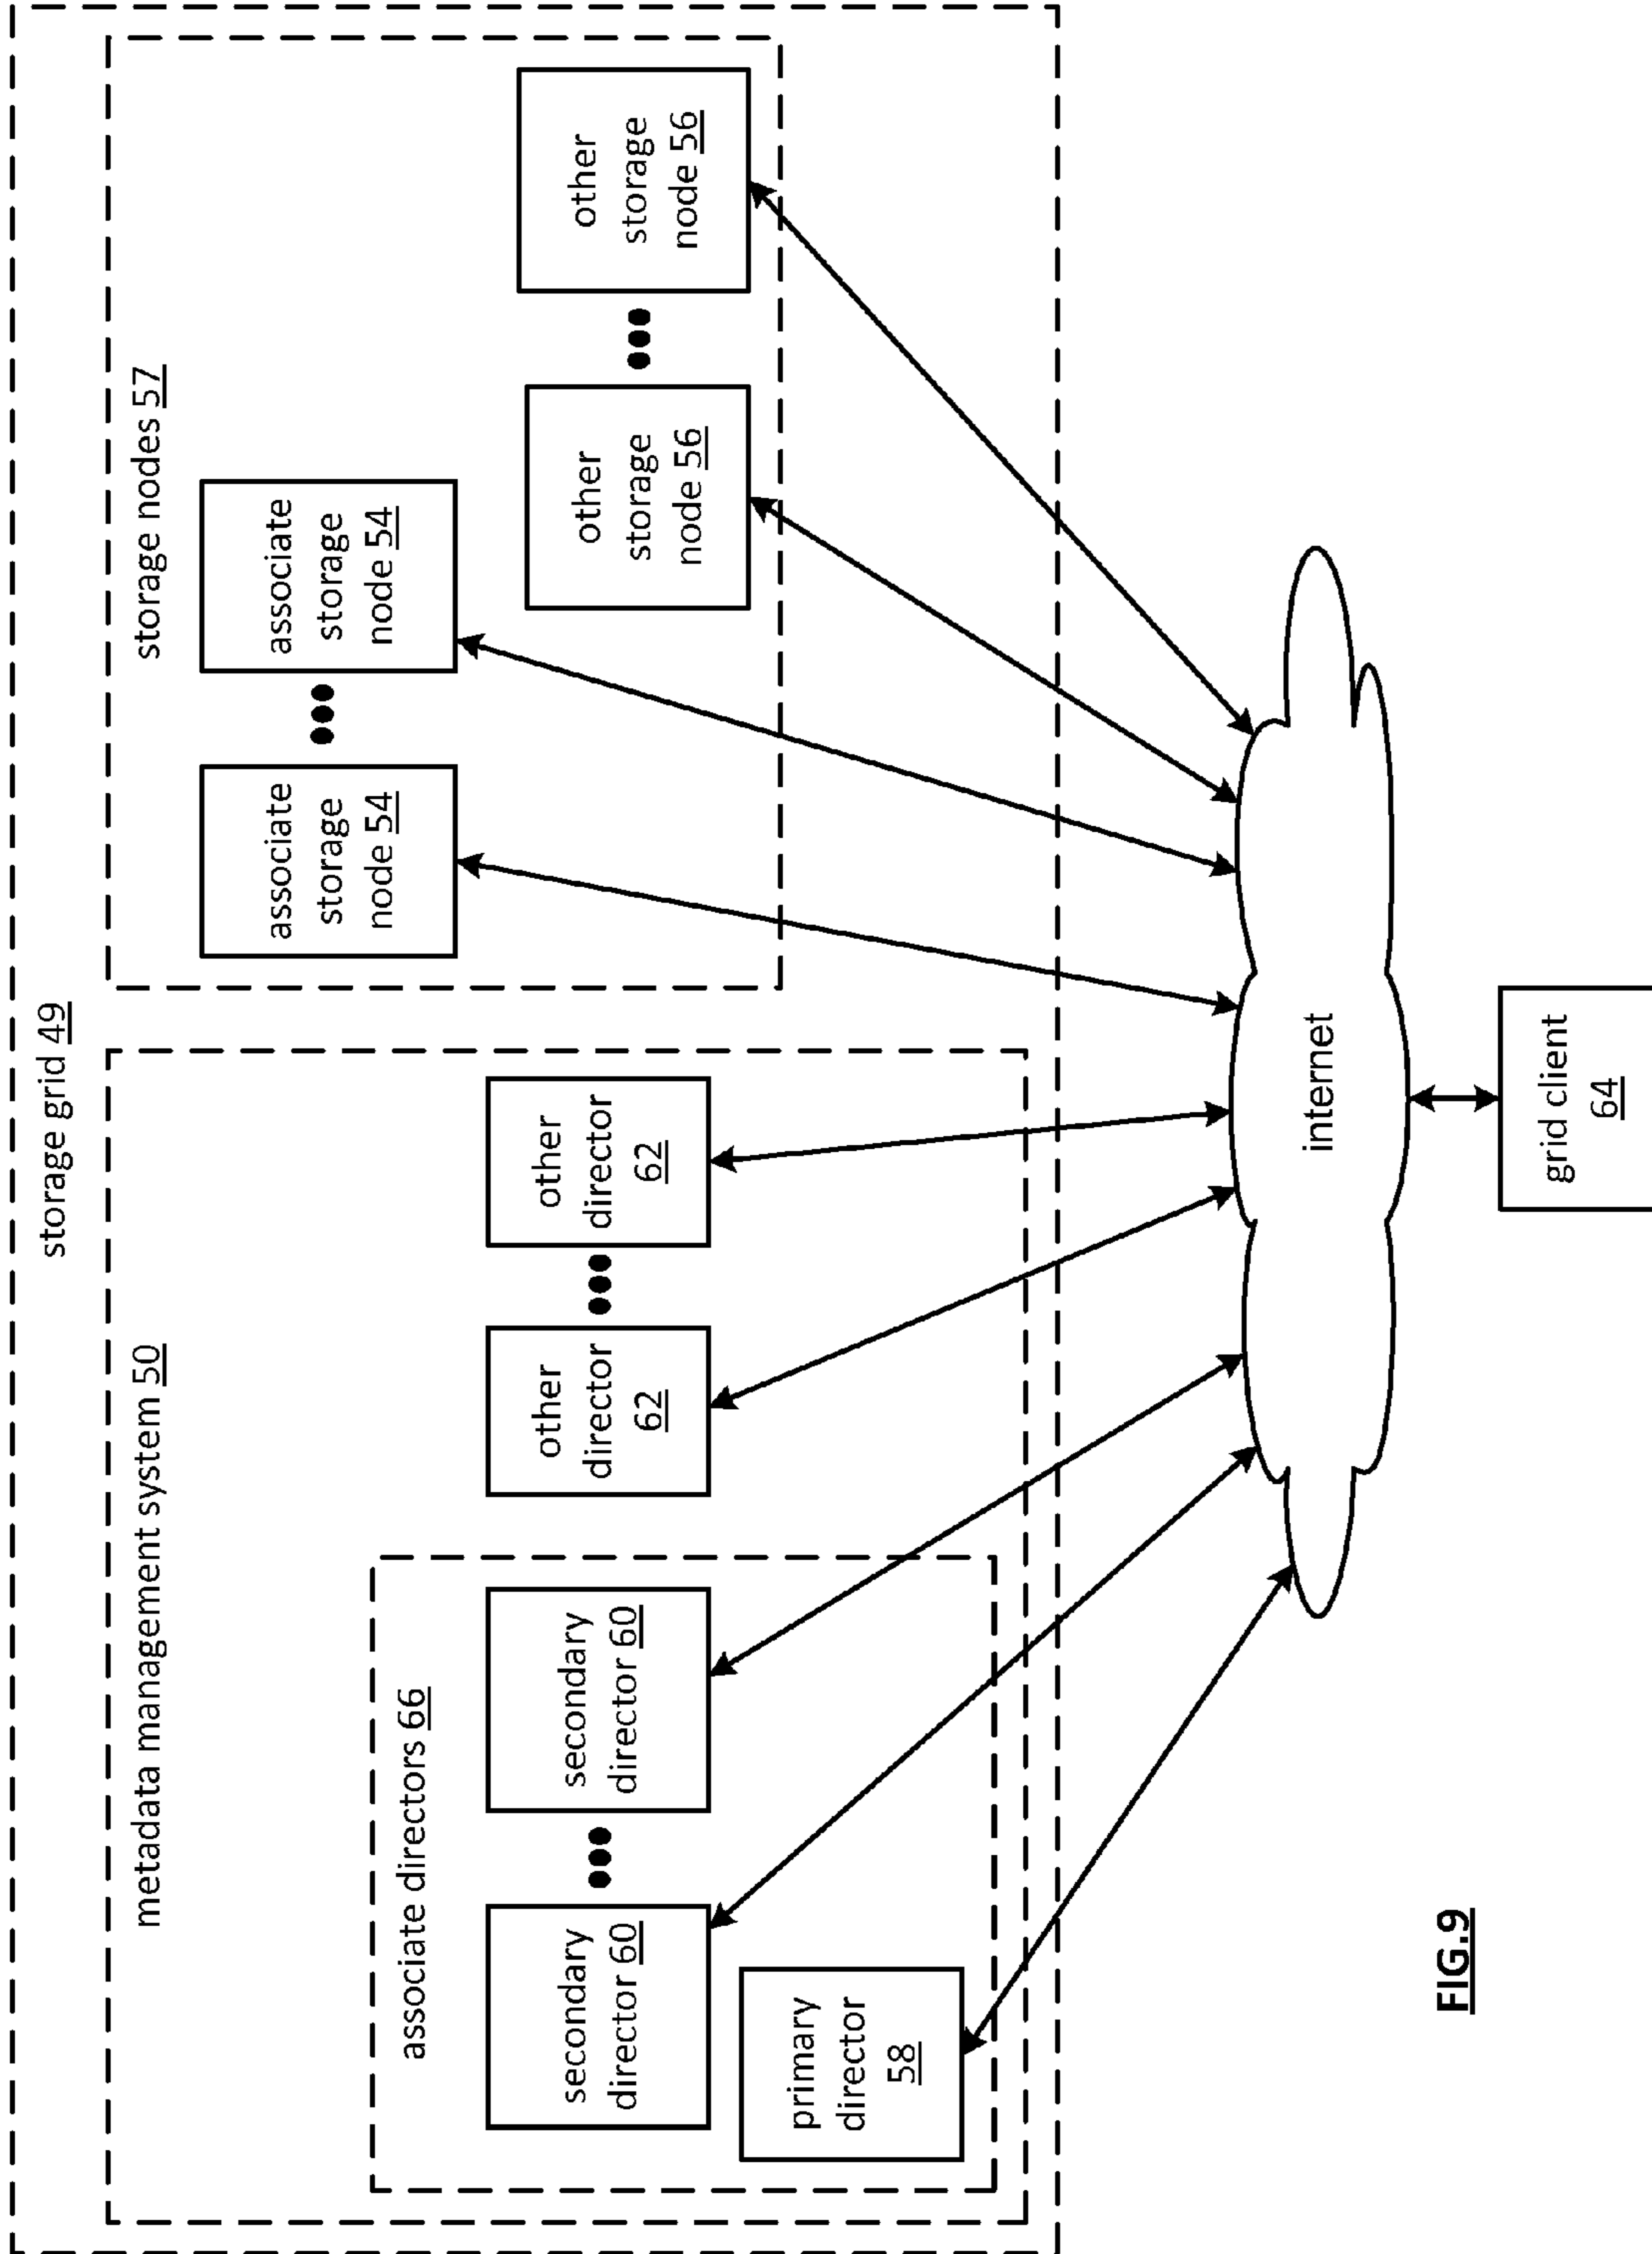 storage grid 49
metadata management system 50
storage nodes 57
associate directors 66
associate
storage
node 54
associate
storage
node 54
secondary
director 60
secondary
director 60
other
director
62
other
director
62
other
storage
node 56
other
storage
node 56
primary
director
58
internet
grid client
64
FIG.9